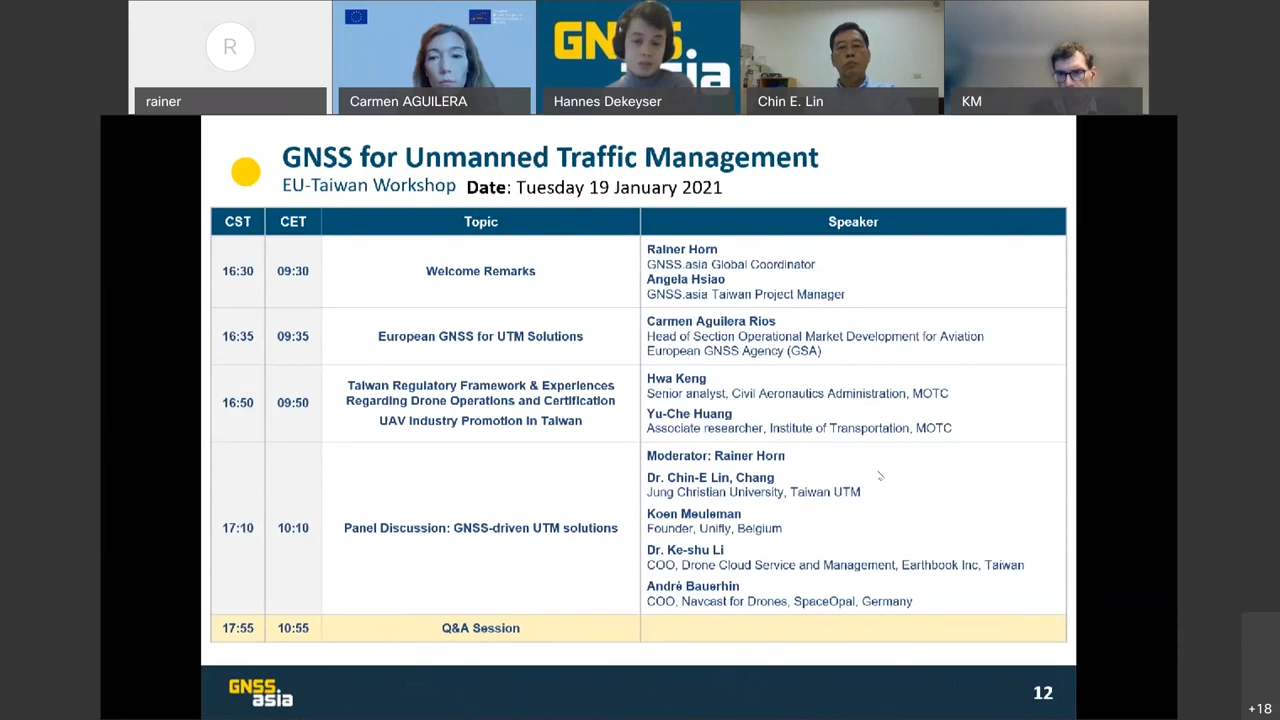 R
GNSS
.asia
rainer
Carmen AGUILERA
Hannes Dekeyser
Chin E. Lin
KM
GNSS for Unmanned Traffic Management
EU-Taiwan Workshop Date: Tuesday 19 January 2021
CST CET Topic Speaker
16:30 09:30 Welcome Remarks
Rainer Horn
GNSS.asia Global Coordinator
Angela Hsiao
GNSS.asia Taiwan Project Manager
16:35 09:35 European GNSS for UTM Solutions
Carmen Aguilera Rios
Head of Section Operational Market Development for Aviation
European GNSS Agency (GSA)
16:50 09:50
Taiwan Regulatory Framework & Experiences
Regarding Drone Operations and Certification
UAV Industry Promotion in Taiwan
Hwa Keng
Senior analyst, Civil Aeronautics Administration, MOTC
Yu-Che Huang
Associate researcher, Institute of Transportation, MOTC
17:10 10:10 Panel Discussion: GNSS-driven UTM solutions
Moderator: Rainer Horn
Dr. Chin-E Lin, Chang
Jung Christian University, Taiwan UTM
Koen Meuleman
Founder, Unifly, Belgium
Dr. Ke-shu Li
COO, Drone Cloud Service and Management, Earthbook Inc, Taiwan
André Bauerhin
COO, Navcast for Drones, SpaceOpal, Germany
17:55 10:55 Q&A Session
GNSS
.asia
12
+18